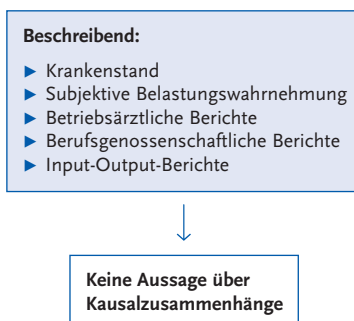 Beschreibend:
▶ Krankenstand
▶ Subjektive Belastungswahrnehmung
▶ Betriebsärztliche Berichte
▶ Berufsgenossenschaftliche Berichte
▶ Input-Output-Berichte
Keine Aussage über
Kausalzusammenhänge